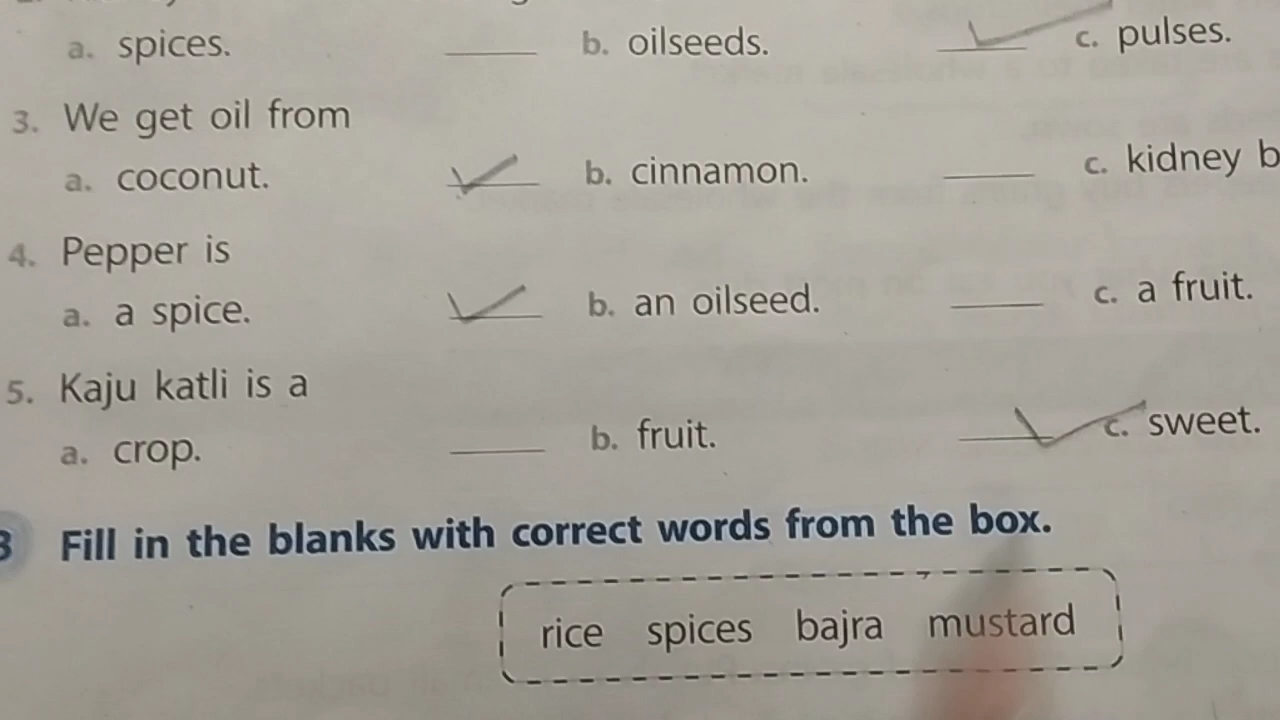 a. spices. b. oilseeds. c. pulses.
3. We get oil from
a. coconut. b. cinnamon. c. kidney b
4. Pepper is
a. a spice. b. an oilseed. c. a fruit.
5. Kaju katli is a
a. crop. b. fruit. c. sweet.
Fill in the blanks with correct words from the box.
rice spices bajra mustard